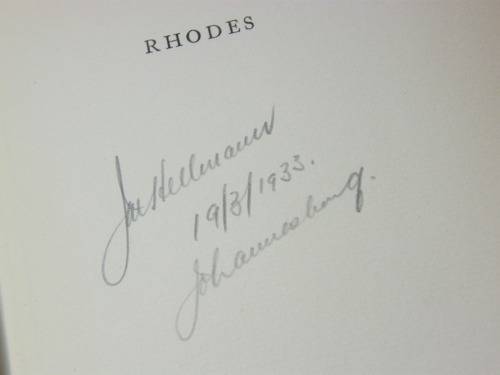 RHODES
Hellmann
19/3/1933.
Johannesburg.